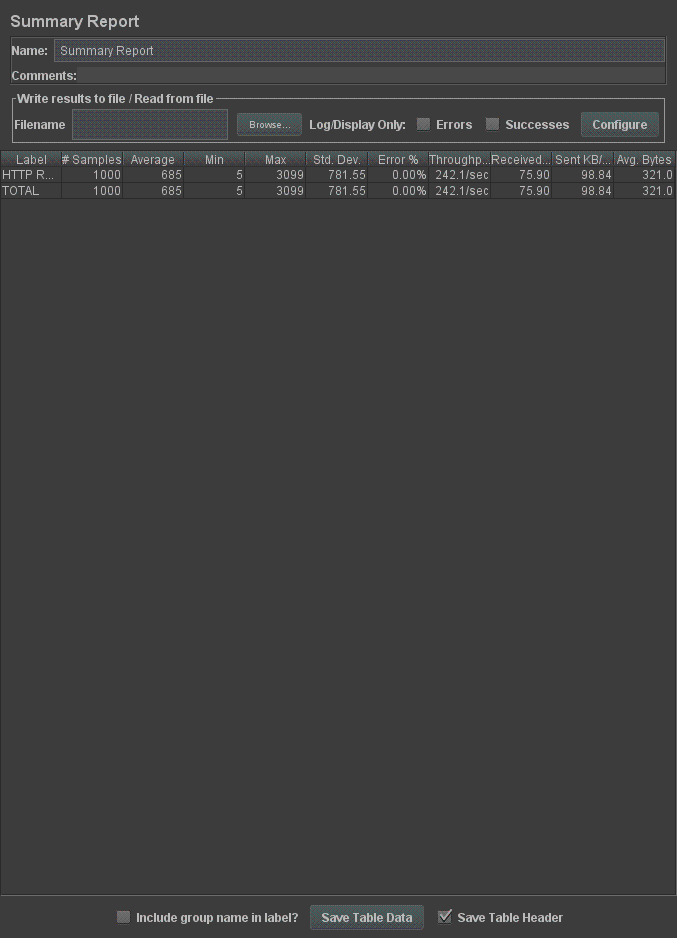 Summary Report
Name: Summary Report
Comments:
Write results to file / Read from file
Filename Browse... Log/Display Only: Errors Successes Configure
Label # Samples Average Min Max Std. Dev. Error % Throughp... Received... Sent KB/... Avg. Bytes
HTTP R... 1000 685 5 3099 781.55 0.00% 242.1/sec 75.90 98.84 321.0
TOTAL 1000 685 5 3099 781.55 0.00% 242.1/sec 75.90 98.84 321.0
Include group name in label? Save Table Data Save Table Header